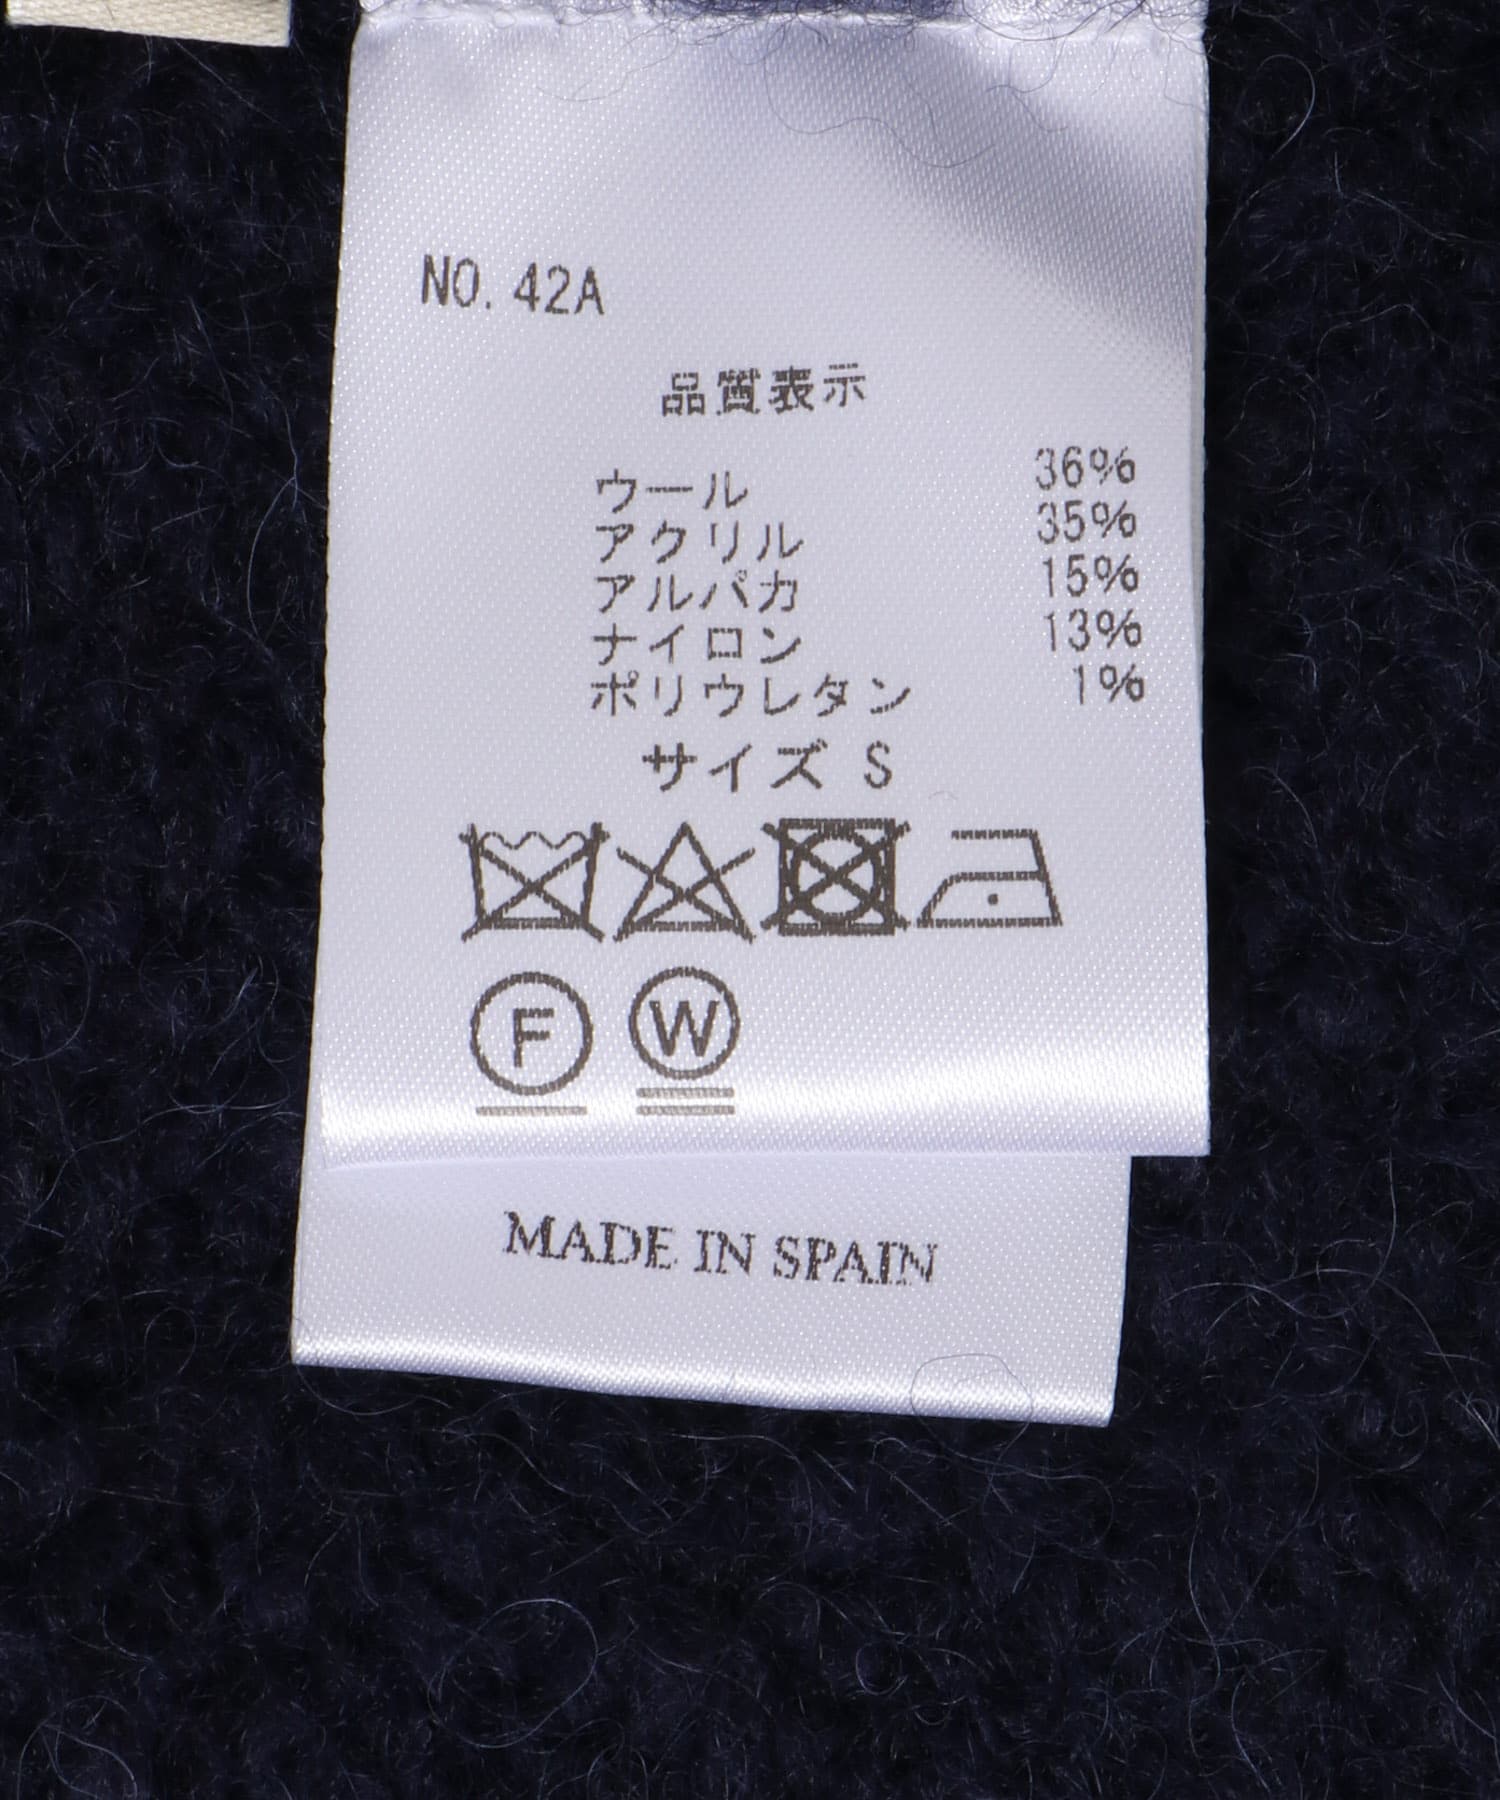 NO. 42A
品質表示
ウール 36%
アクリル 35%
アルパカ 15%
ナイロン 13%
ポリウレタン 1%
サイズ S
F W
MADE IN SPAIN